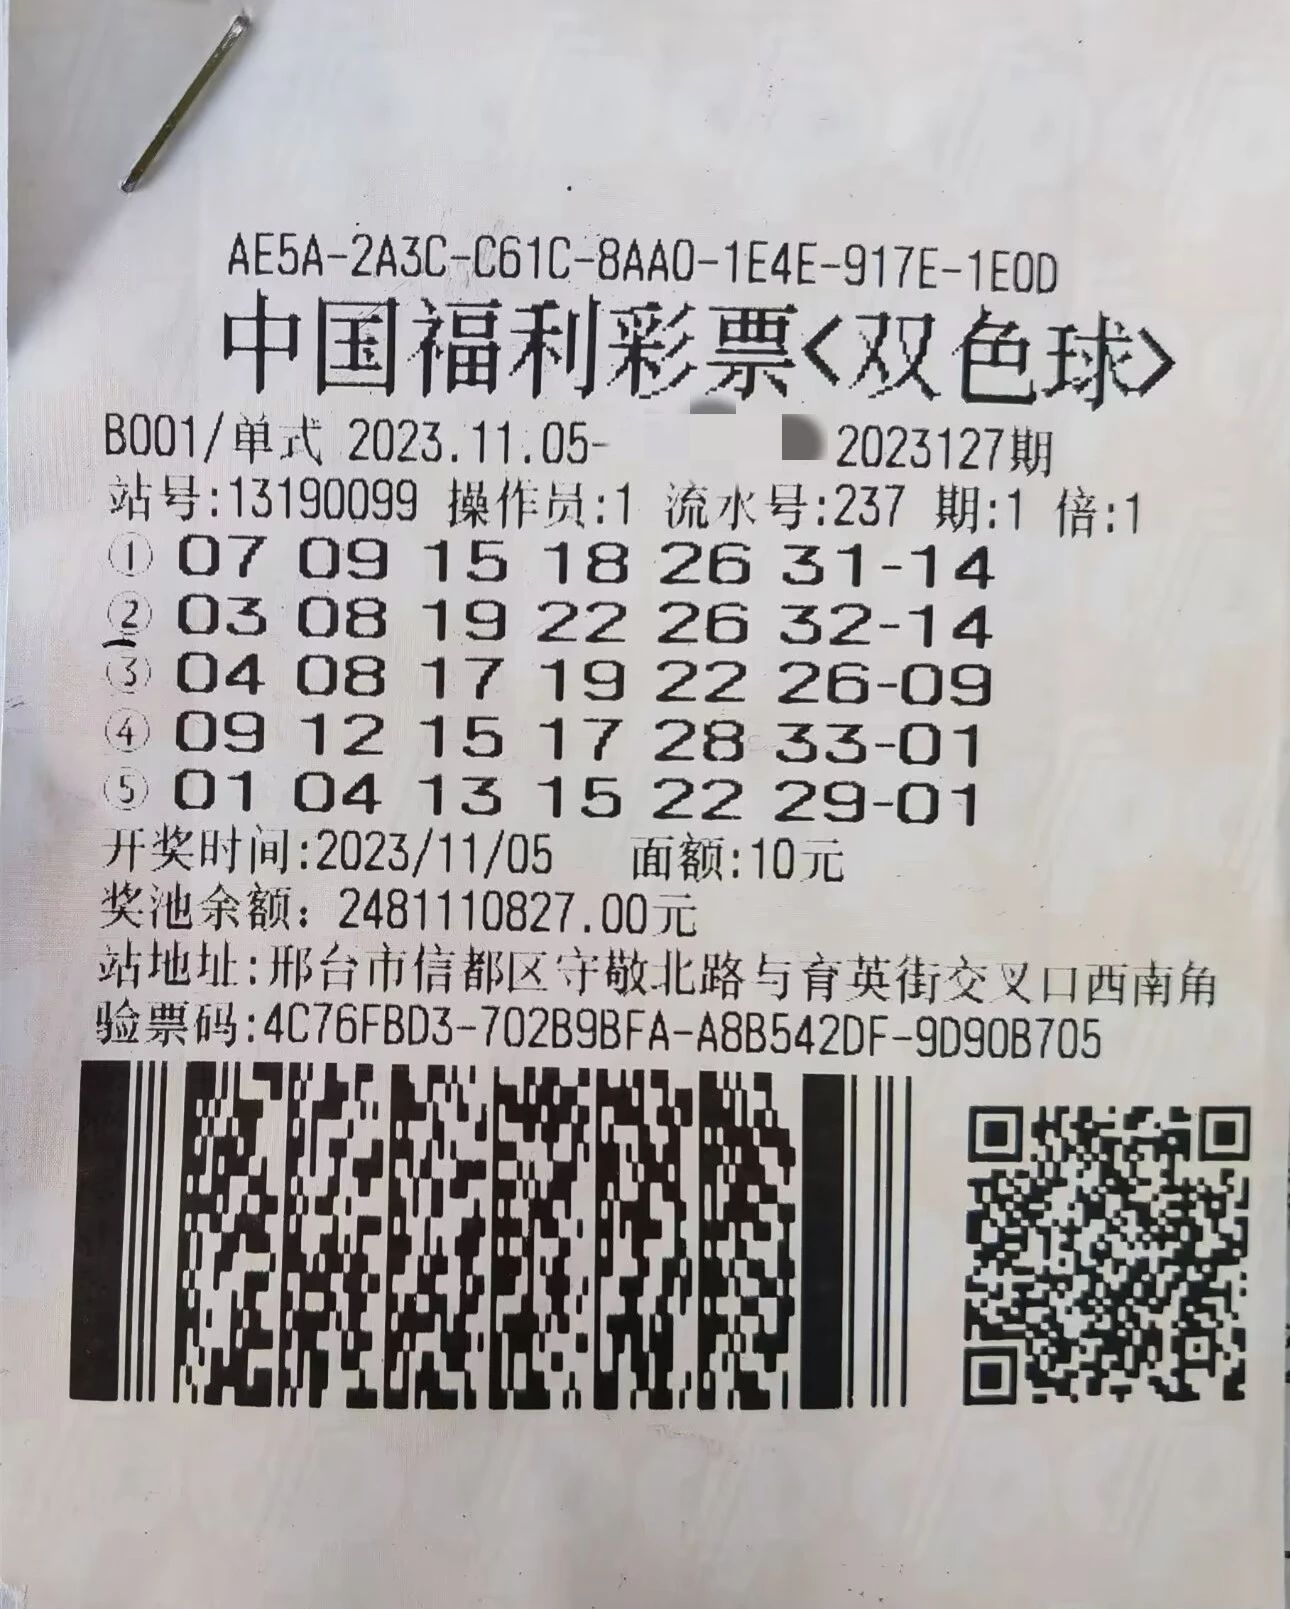 AE5A-2A3C-C61C-8AA0-1E4E-917E-1E0D
中国福利彩票<双色球>
B001/单式 2023.11.05- 2023127期
站号:13190099 操作员:1 流水号:237 期:1 倍:1
① 07 09 15 18 26 31-14
② 03 08 19 22 26 32-14
③ 04 08 17 19 22 26-09
④ 09 12 15 17 28 33-01
⑤ 01 04 13 15 22 29-01
开奖时间:2023/11/05 面额:10元
奖池余额: 2481110827.00元
站地址:邢台市信都区守敬北路与育英街交叉口西南角
验票码:4C76FBD3-702B9BFA-A8B542DF-9D90B705